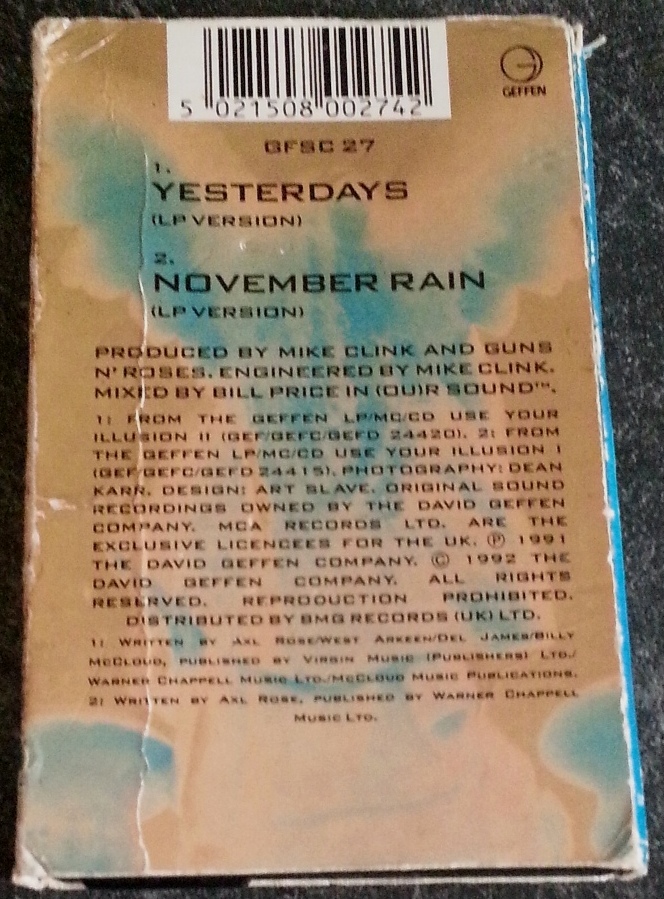 5 021508 002742
GEFFEN
GFSC 27
1.
YESTERDAYS
(LP VERSION)
2.
NOVEMBER RAIN
(LP VERSION)
PRODUCED BY MIKE CLINK AND GUNS
N' ROSES. ENGINEERED BY MIKE CLINK.
MIXED BY BILL PRICE IN (OU)R SOUND™.
1: FROM THE GEFFEN LP/MC/CD USE YOUR
ILLUSION II (GEF/GEFC/GEFD 24420). 2: FROM
THE GEFFEN LP/MC/CD USE YOUR ILLUSION I
(GEF/GEFC/GEFD 24415). PHOTOGRAPHY: DEAN
KARR. DESIGN: ART SLAVE. ORIGINAL SOUND
RECORDINGS OWNED BY THE DAVID GEFFEN
COMPANY. MCA RECORDS LTD. ARE THE
EXCLUSIVE LICENCEES FOR THE UK. ℗ 1991
THE DAVID GEFFEN COMPANY. © 1992 THE
DAVID GEFFEN COMPANY. ALL RIGHTS
RESERVED. REPRODUCTION PROHIBITED.
DISTRIBUTED BY BMG RECORDS (UK) LTD.
1: WRITTEN BY AXL ROSE/WEST ARKEEN/DEL JAMES/BILLY
MCCLOUD, PUBLISHED BY VIRGIN MUSIC (PUBLISHERS) LTD./
WARNER CHAPPELL MUSIC LTD./MCCLOUD MUSIC PUBLICATIONS.
2: WRITTEN BY AXL ROSE, PUBLISHED BY WARNER CHAPPELL
MUSIC LTD.